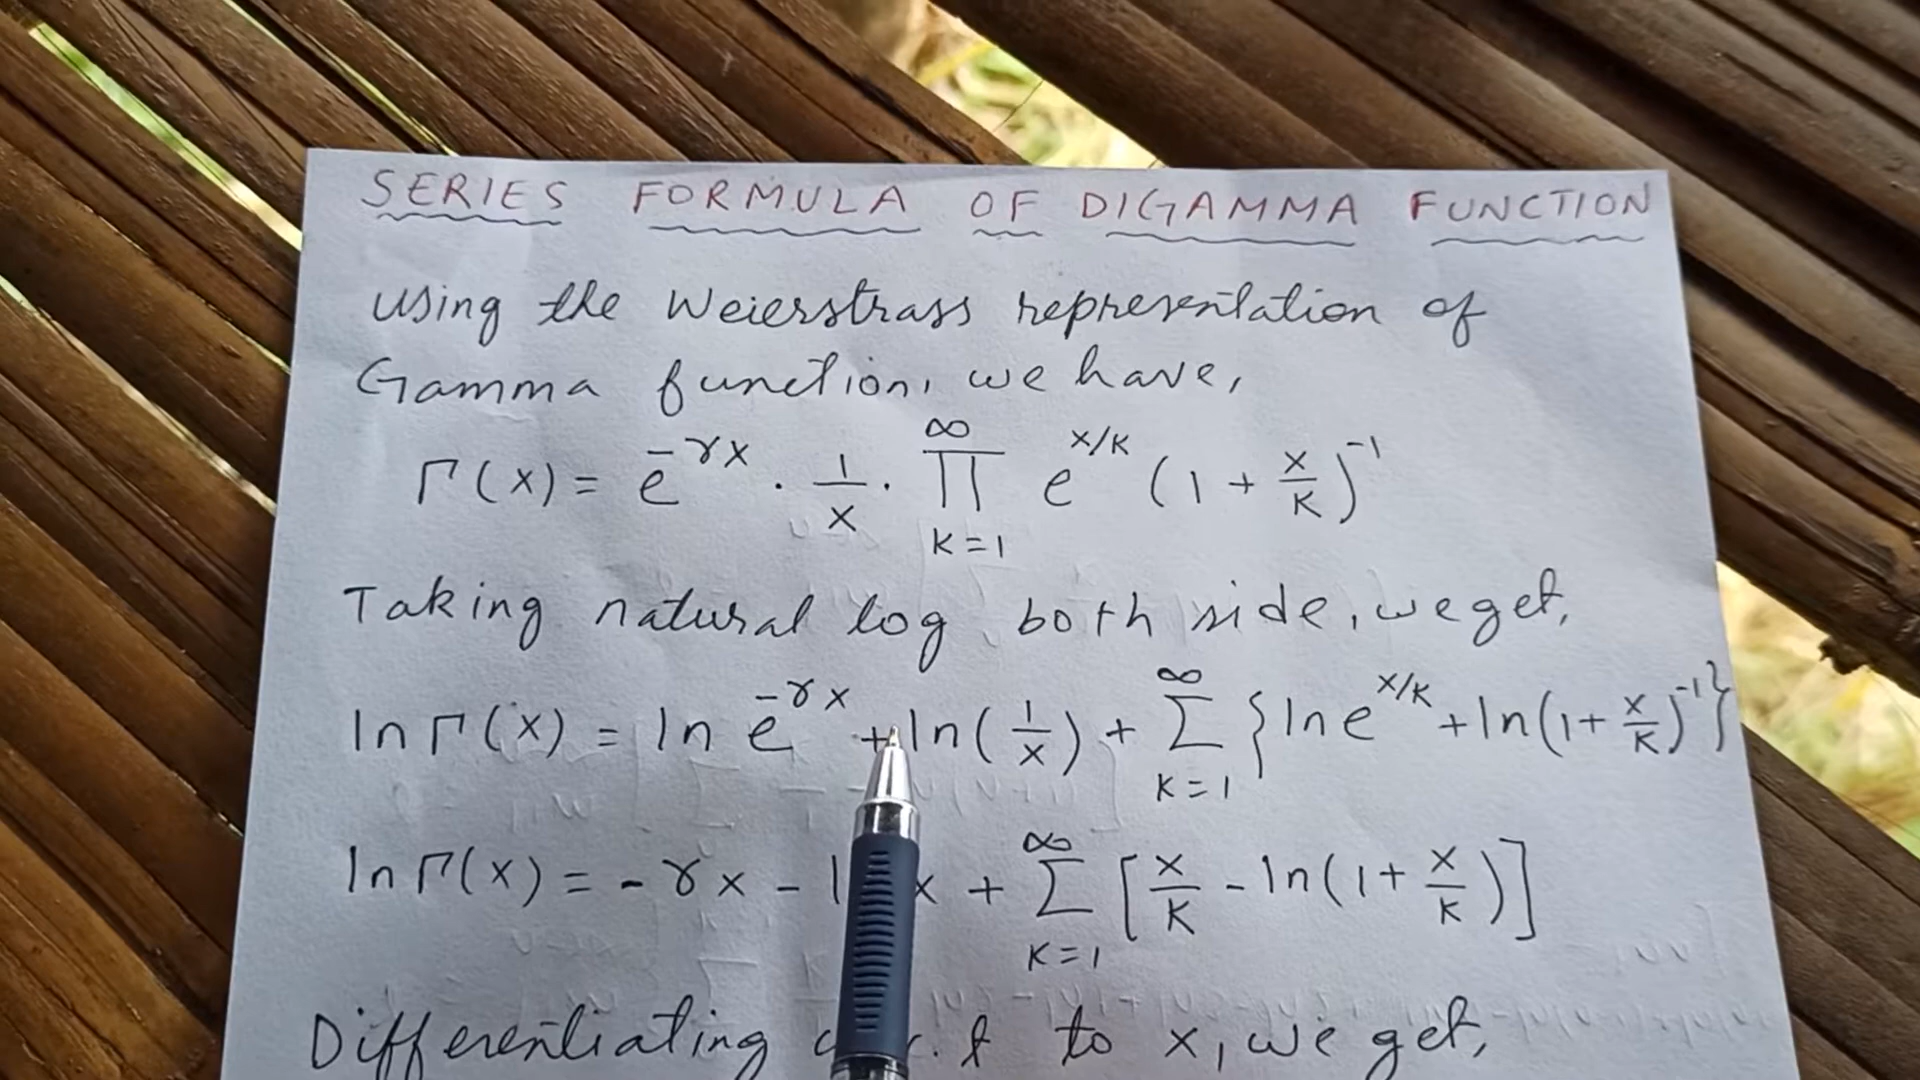 SERIES FORMULA OF DIGAMMA FUNCTION
Using the Weierstrass representation of
Gamma function, we have,
Γ(x) = e^{-γx} · 1/x · ∏_{k=1}^{∞} e^{x/k} (1 + x/k)^{-1}
Taking natural log both side, we get,
ln Γ(x) = ln e^{-γx} + ln(1/x) + ∑_{k=1}^{∞} {ln e^{x/k} + ln(1 + x/k)^{-1}}
ln Γ(x) = -γx - x + ∑_{k=1}^{∞} [x/k - ln(1 + x/k)]
Differentiating to x, we get,